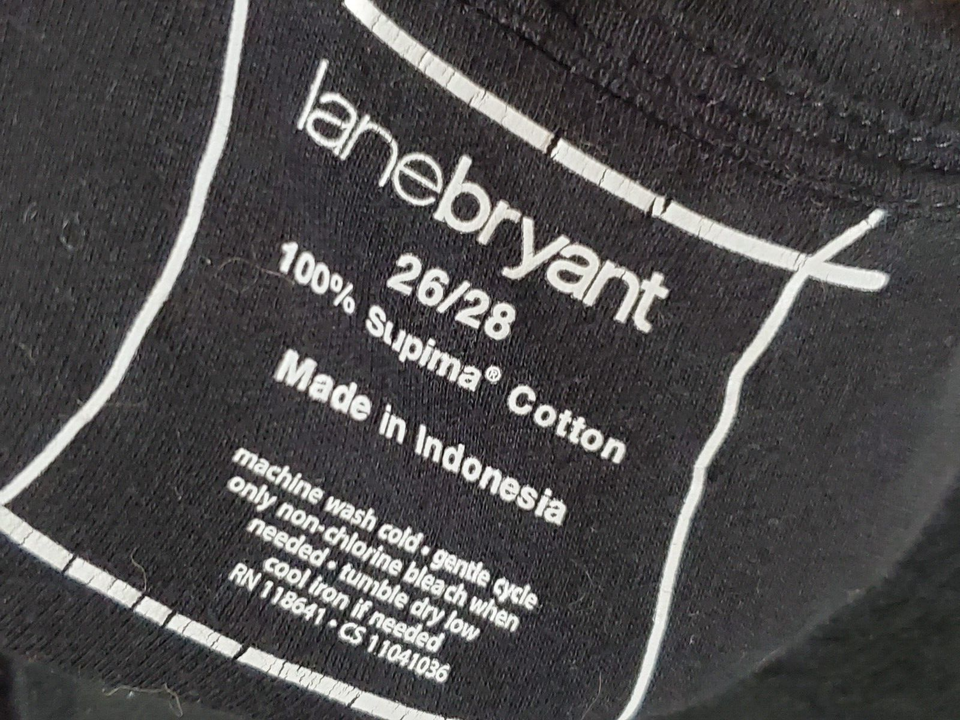 lanebryant
26/28
100% Supima® Cotton
Made in Indonesia
machine wash cold • gentle cycle
only non-chlorine bleach when
needed • tumble dry low
cool iron if needed
RN 118641 • CS 11041036